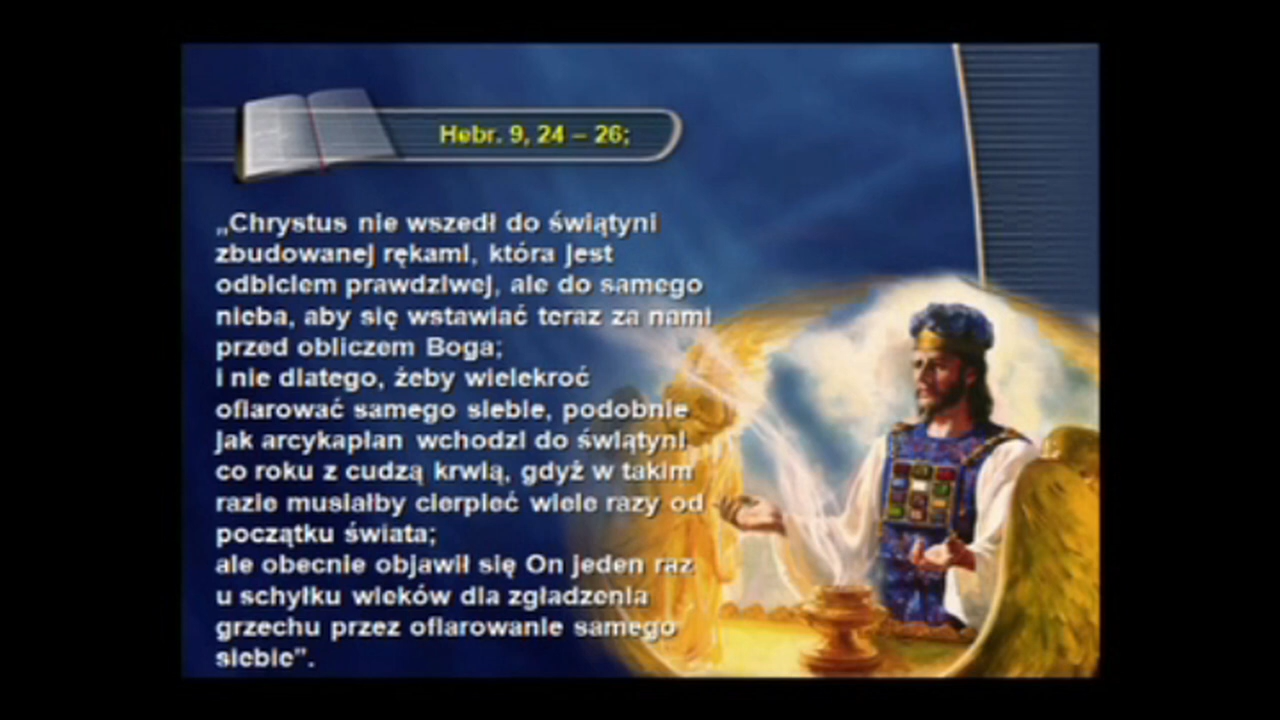 Hebr. 9, 24 – 26;
„Chrystus nie wszedł do świątyni
zbudowanej rękami, która jest
odbiciem prawdziwej, ale do samego
nieba, aby się wstawiać teraz za nami
przed obliczem Boga;
i nie dlatego, żeby wielekroć
ofiarować samego siebie, podobnie
jak arcykapłan wchodzi do świątyni
co roku z cudzą krwią, gdyż w takim
razie musiałby cierpieć wiele razy od
początku świata;
ale obecnie objawił się On jeden raz
u schyłku wieków dla zgładzenia
grzechu przez ofiarowanie samego
siebie”.